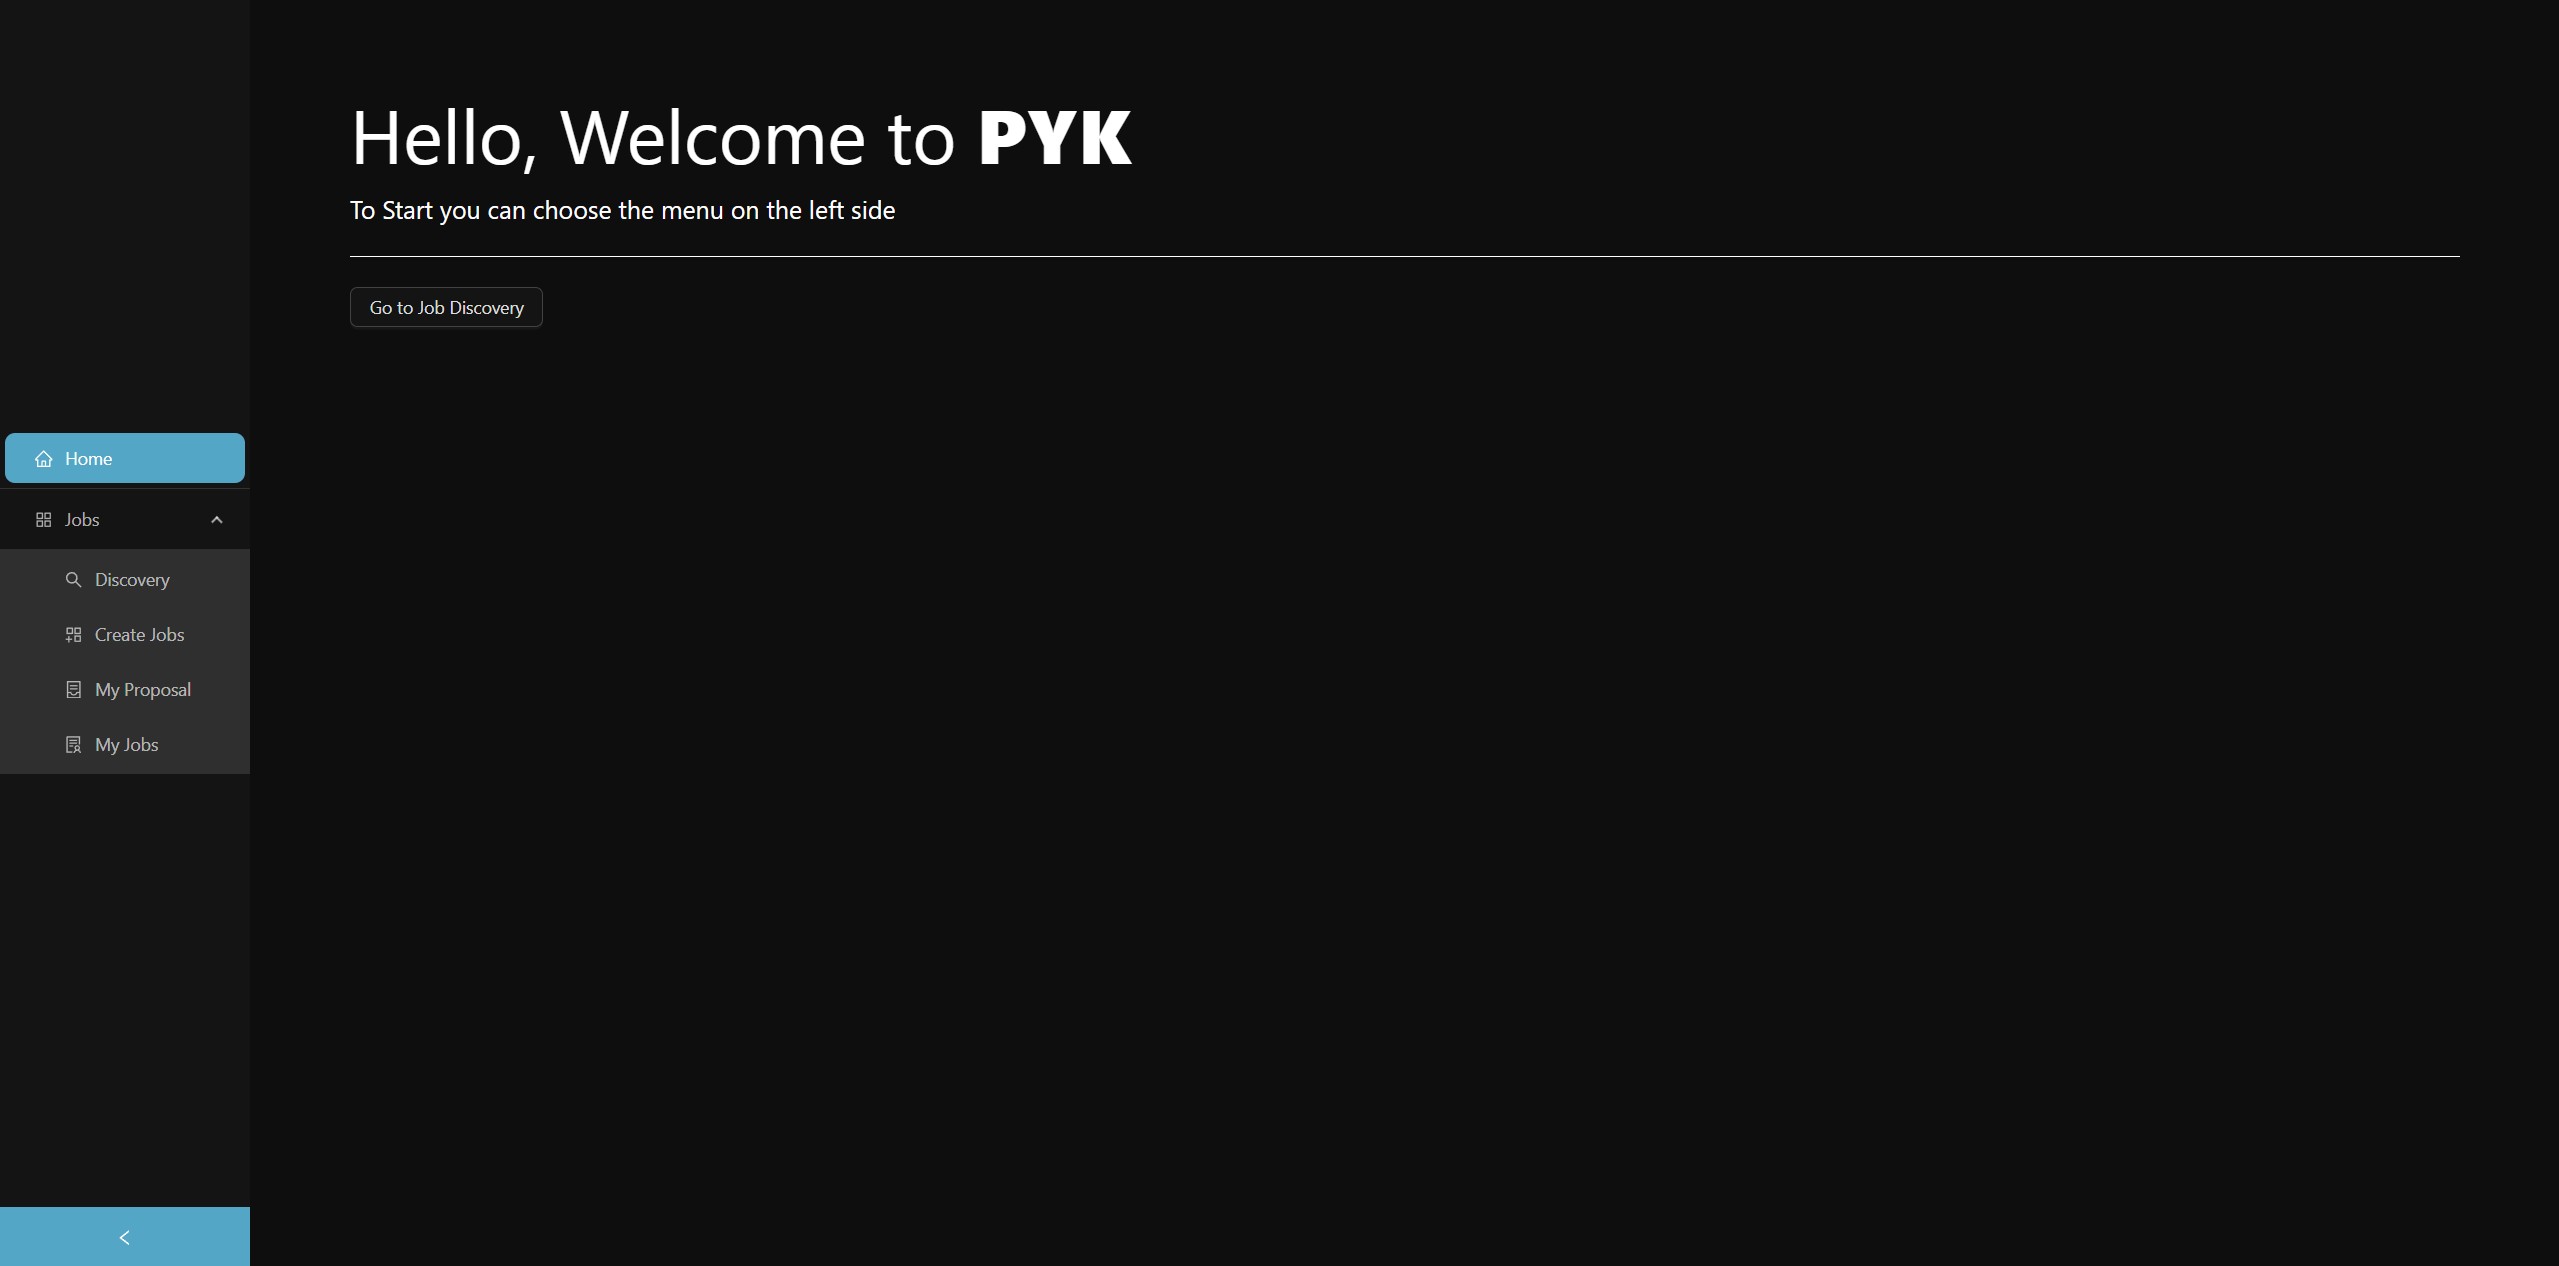 Hello, Welcome to PYK
To Start you can choose the menu on the left side
Go to Job Discovery
Home
Jobs
Discovery
Create Jobs
My Proposal
My Jobs